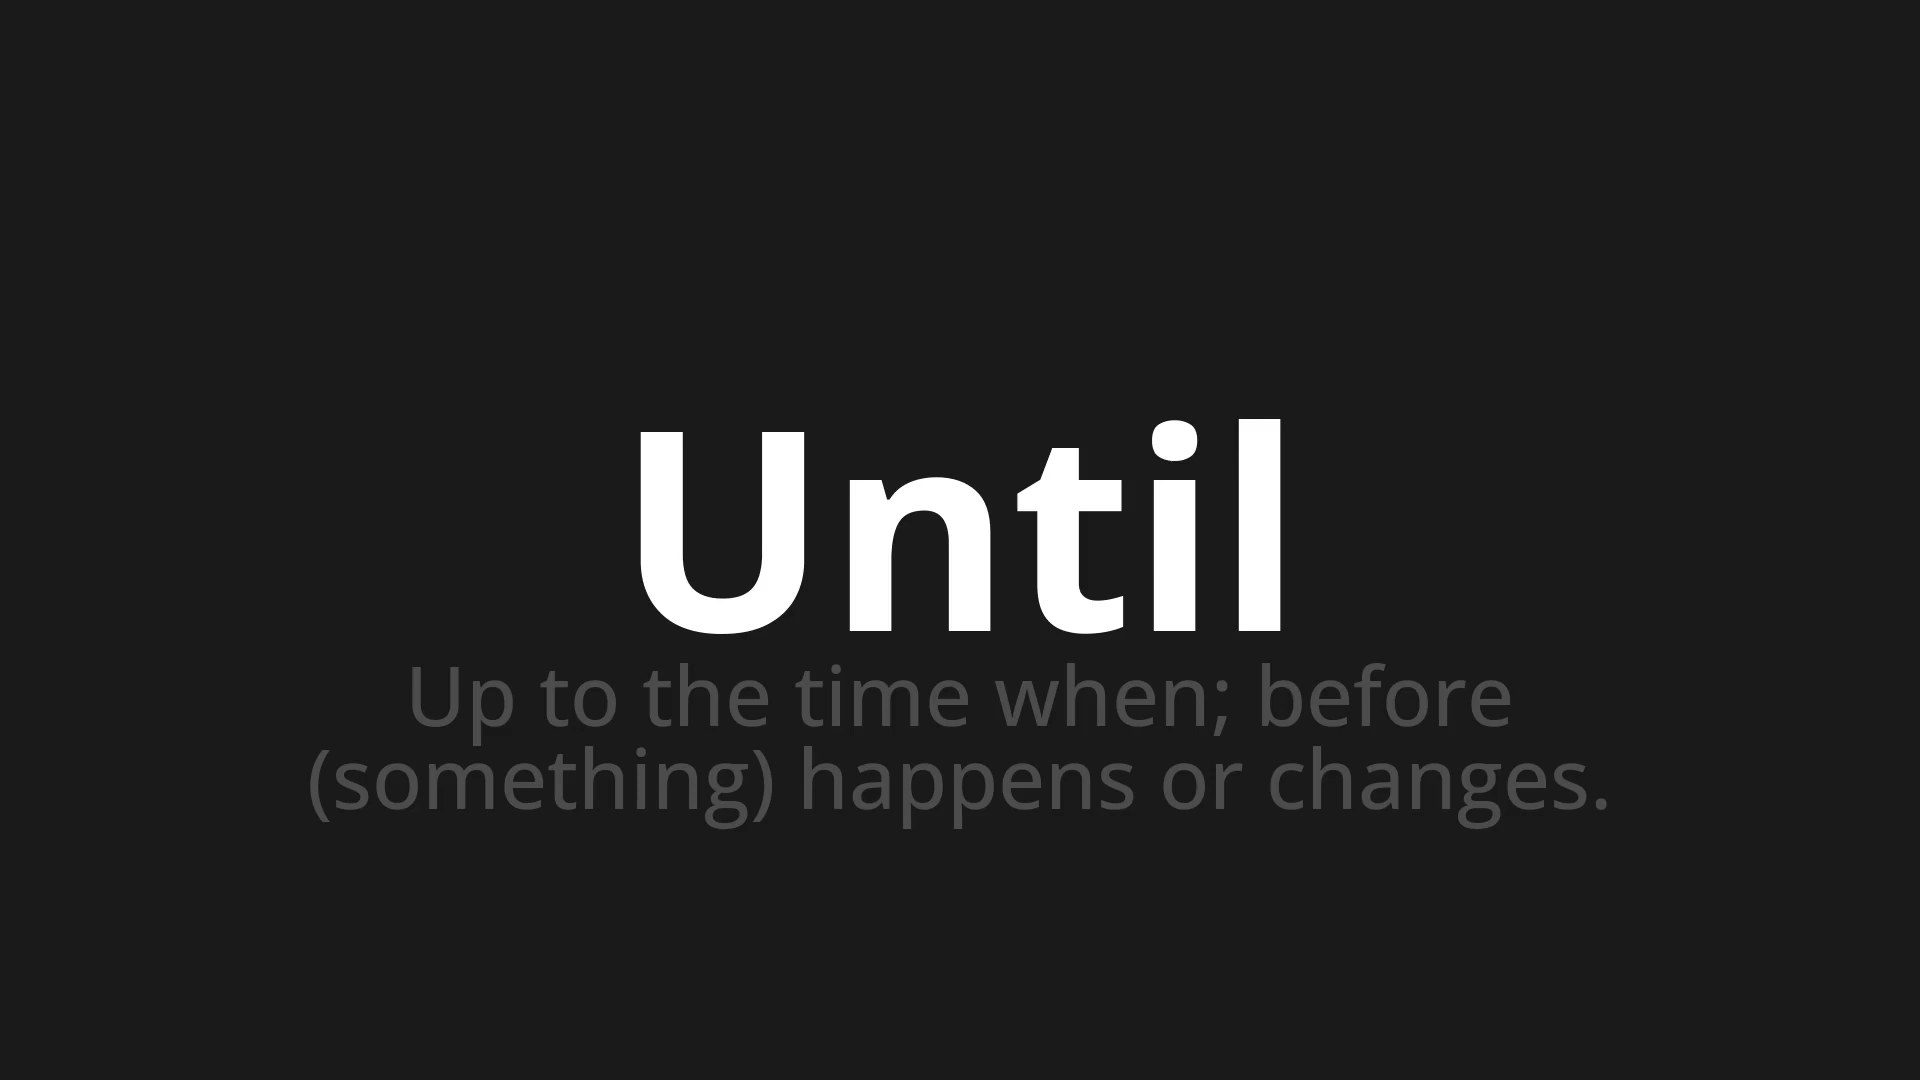 Until
Up to the time when; before
(something) happens or changes.